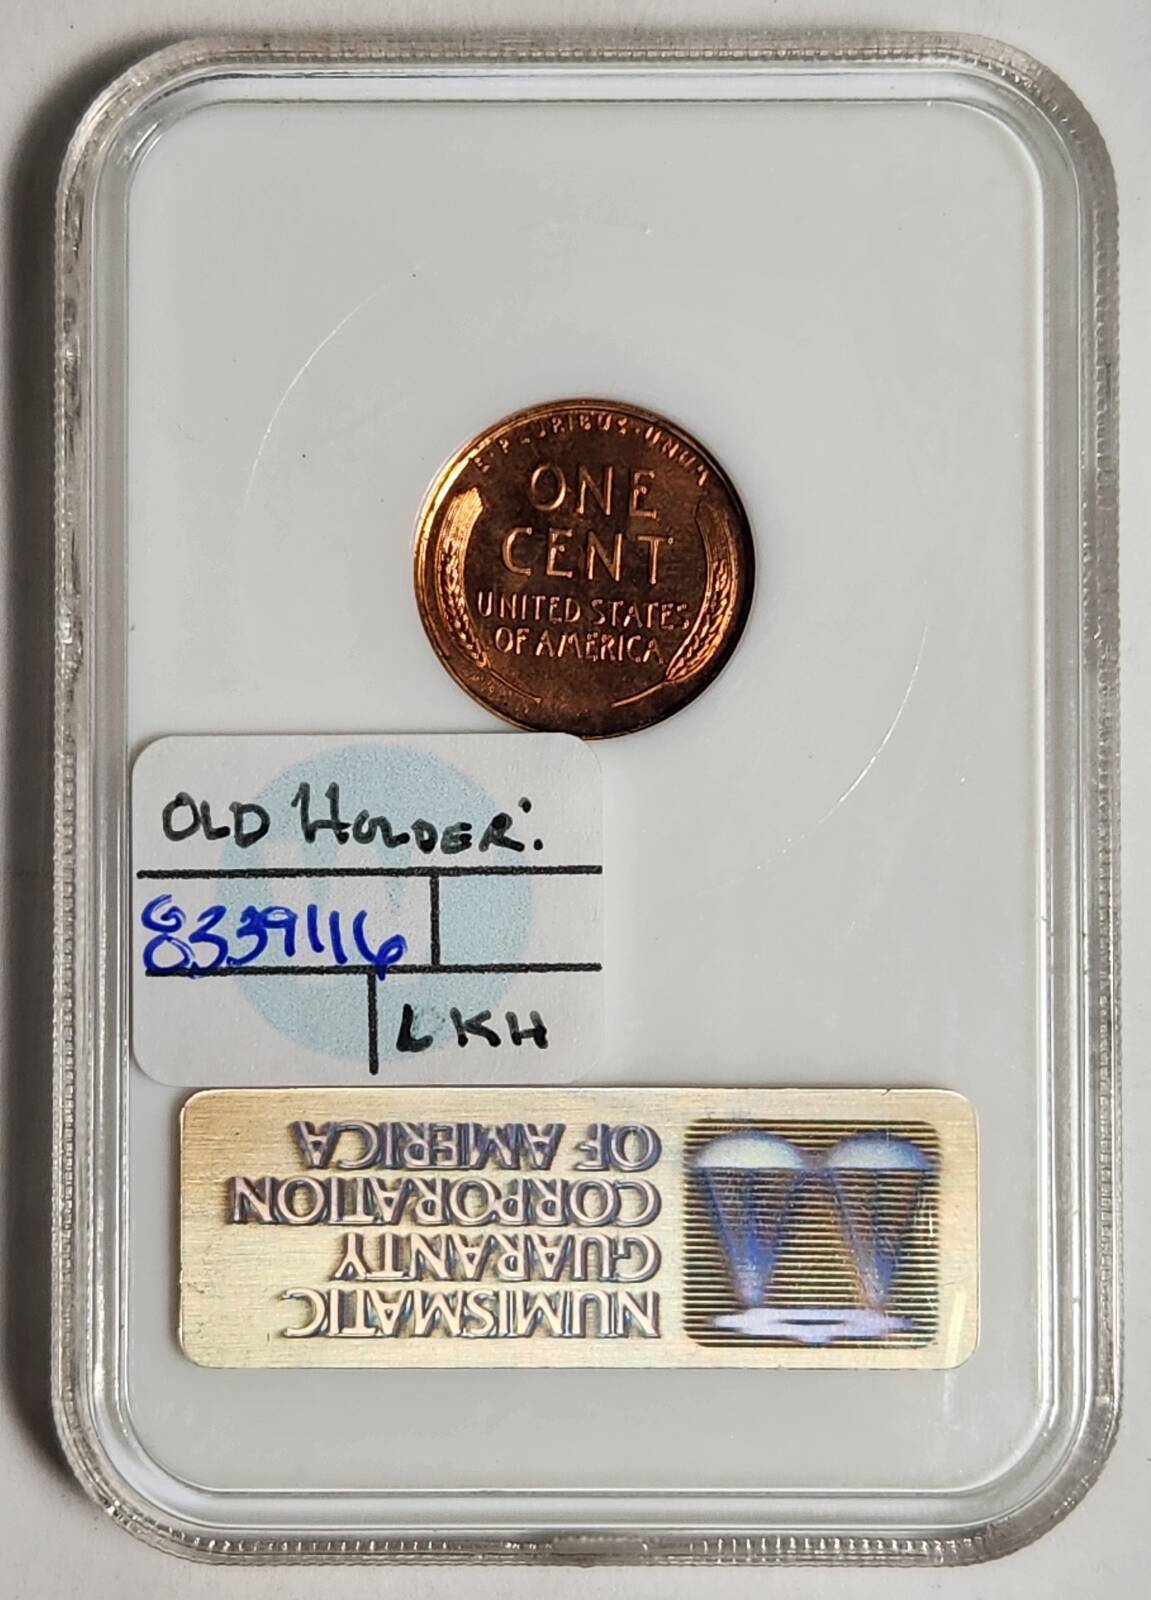 E·PLURIBUS·UNUM
ONE
CENT
UNITED STATES
OF AMERICA
OLD HOLDER:
8339116
LKH
NUMISMATIC
GUARANTY
CORPORATION
OF AMERICA